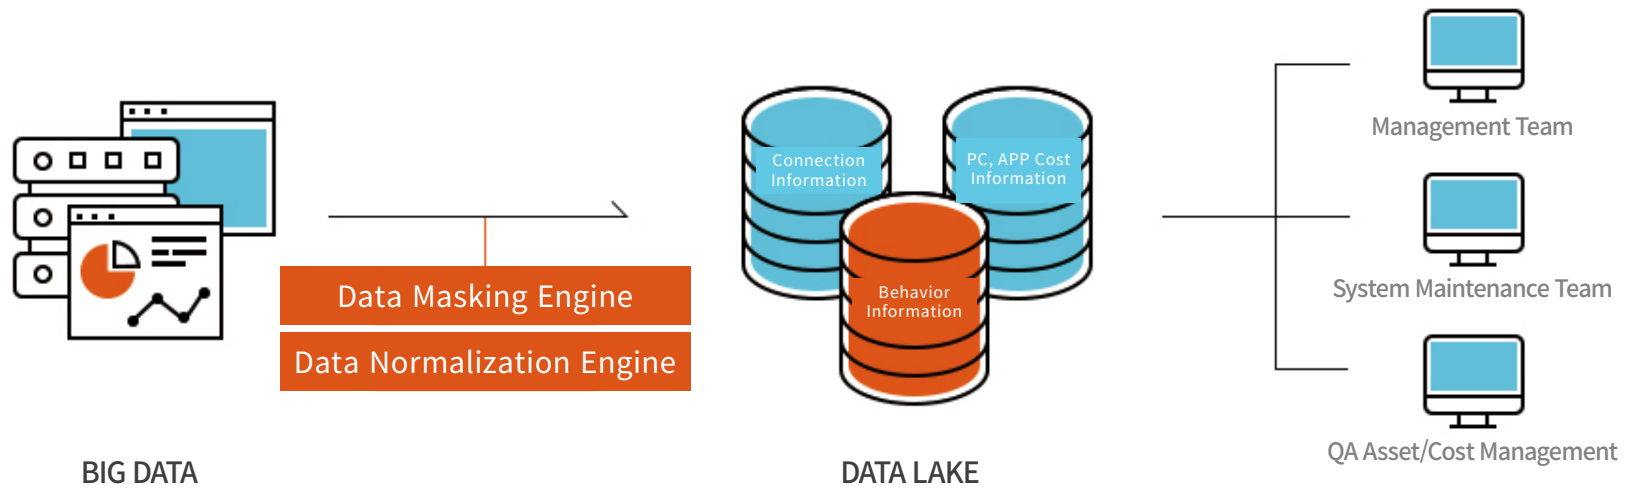 Data Masking Engine
Data Normalization Engine
BIG DATA
Connection
Information
PC, APP Cost
Information
Behavior
Information
DATA LAKE
Management Team
System Maintenance Team
QA Asset/Cost Management